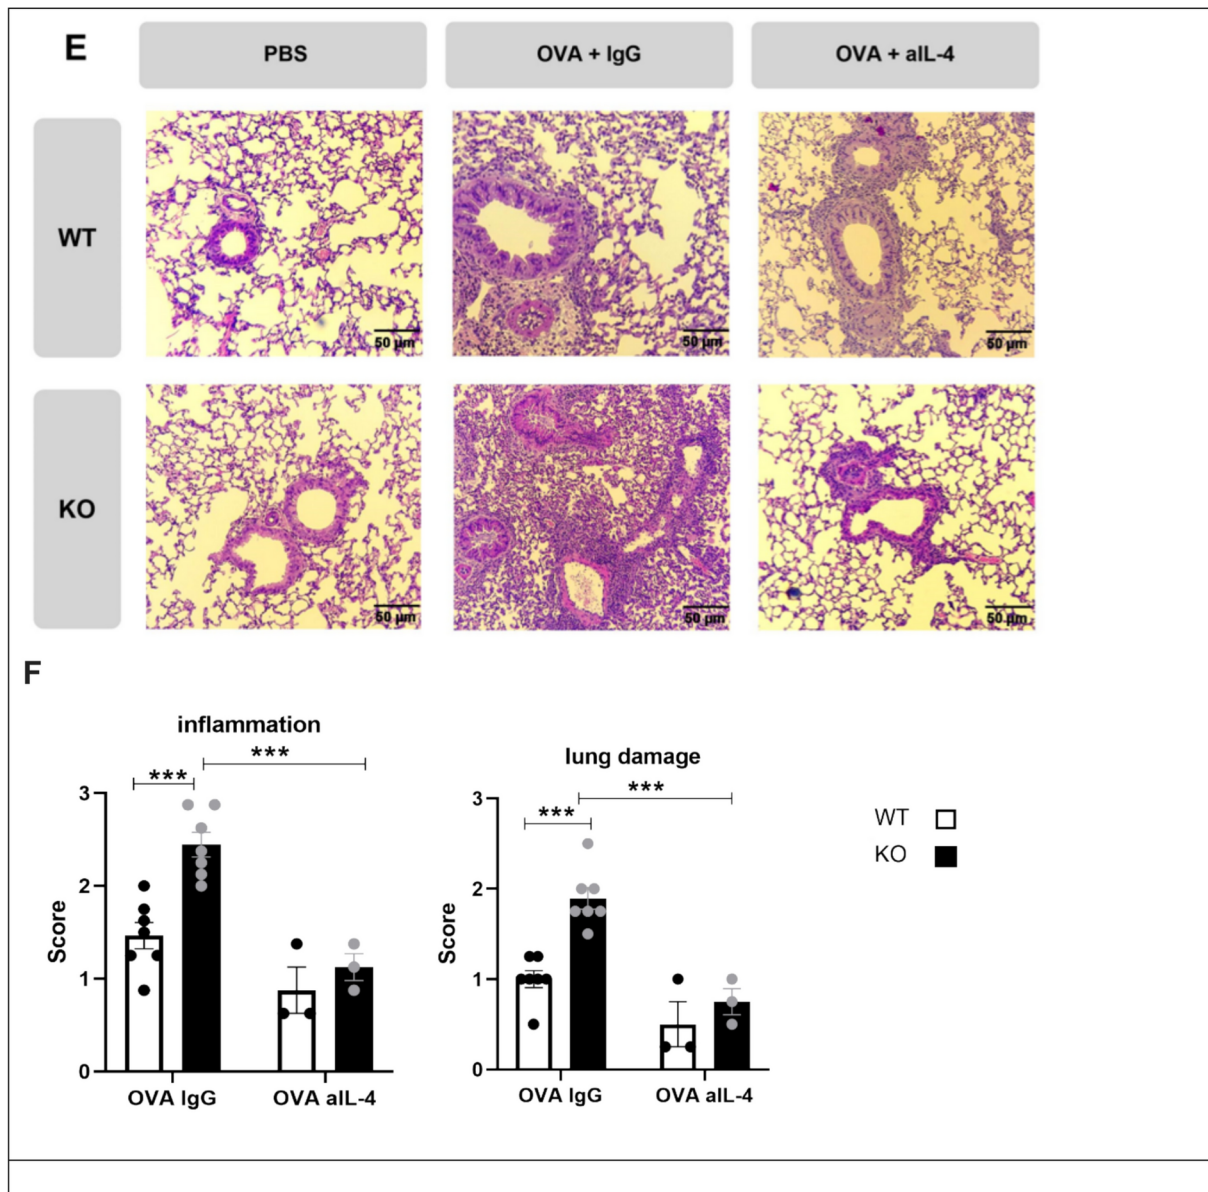 E
PBS
OVA + IgG
OVA + aIL-4
WT
50 µm
50 µm
50 µm
KO
50 µm
50 µm
50 µm
F
inflammation
***
***
3
2
1
0
Score
OVA IgG
OVA aIL-4
lung damage
***
***
3
2
1
0
Score
OVA IgG
OVA aIL-4
WT
KO